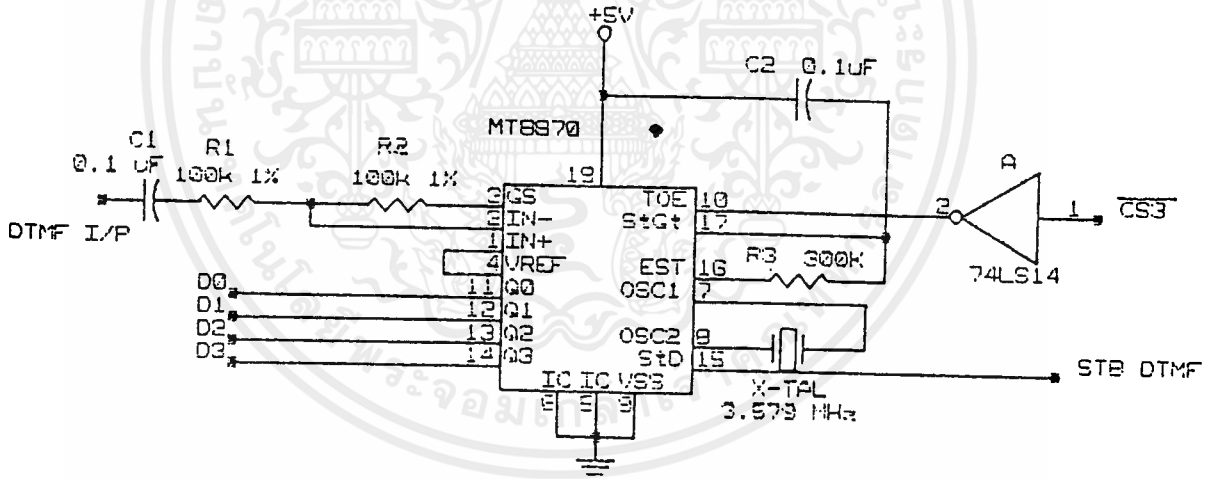 +5V
C2 0.1uF
MT8970
C1
0.1 uF
R1
100K 1%
R2
100K 1%
DTMF I/P
19
3 GS
2 IN-
1 IN+
4 VREF
11 Q0
12 Q1
13 Q2
14 Q3
D0
D1
D2
D3
TOE 10
StGt 17
EST 16
OSC1 7
OSC2 8
StD 15
IC IC VSS
6 5 9
R3 300K
X-TAL
3.579 MHz
A
2
1
CS3
74LS14
STB DTMF